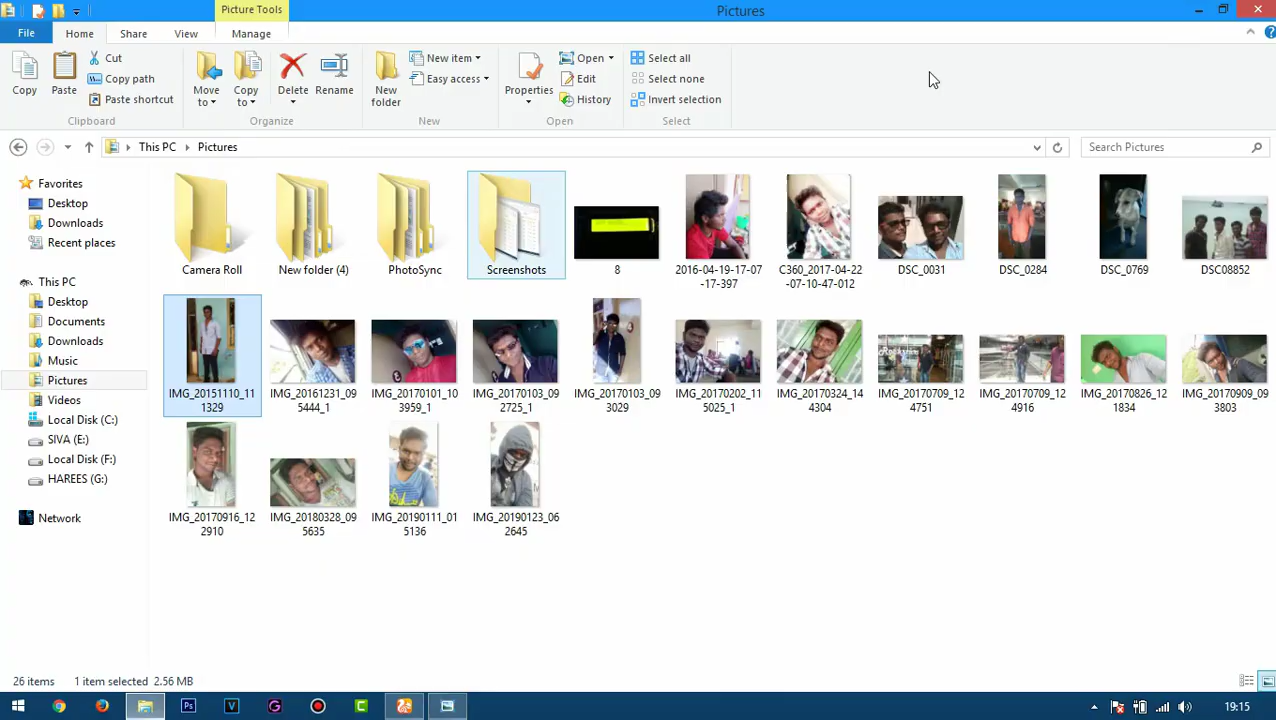 Picture Tools
Pictures
File
Home
Share
View
Manage
Copy
Paste
Cut
Copy path
Paste shortcut
Clipboard
Move
to
Copy
to
Delete
Rename
Organize
New
folder
New item
Easy access
New
Properties
Open
Edit
History
Open
Select all
Select none
Invert selection
Select
This PC
Pictures
Search Pictures
Favorites
Desktop
Downloads
Recent places
This PC
Desktop
Documents
Downloads
Music
Pictures
Videos
Local Disk (C:)
SIVA (E:)
Local Disk (F:)
HAREES (G:)
Network
Camera Roll
New folder (4)
PhotoSync
Screenshots
8
2016-04-19-17-07
-17-397
C360_2017-04-22
-07-10-47-012
DSC_0031
DSC_0284
DSC_0769
DSC08852
IMG_20151110_11
1329
IMG_20161231_09
5444_1
IMG_20170101_10
3959_1
IMG_20170103_09
2725_1
IMG_20170103_09
3029
IMG_20170202_11
5025_1
IMG_20170324_14
4304
IMG_20170709_12
4751
IMG_20170709_12
4916
IMG_20170826_12
1834
IMG_20170909_09
3803
IMG_20170916_12
2910
IMG_20180328_09
5635
IMG_20190111_01
5136
IMG_20190123_06
2645
26 items
1 item selected 2.56 MB
Ps
V
G
C
19:15